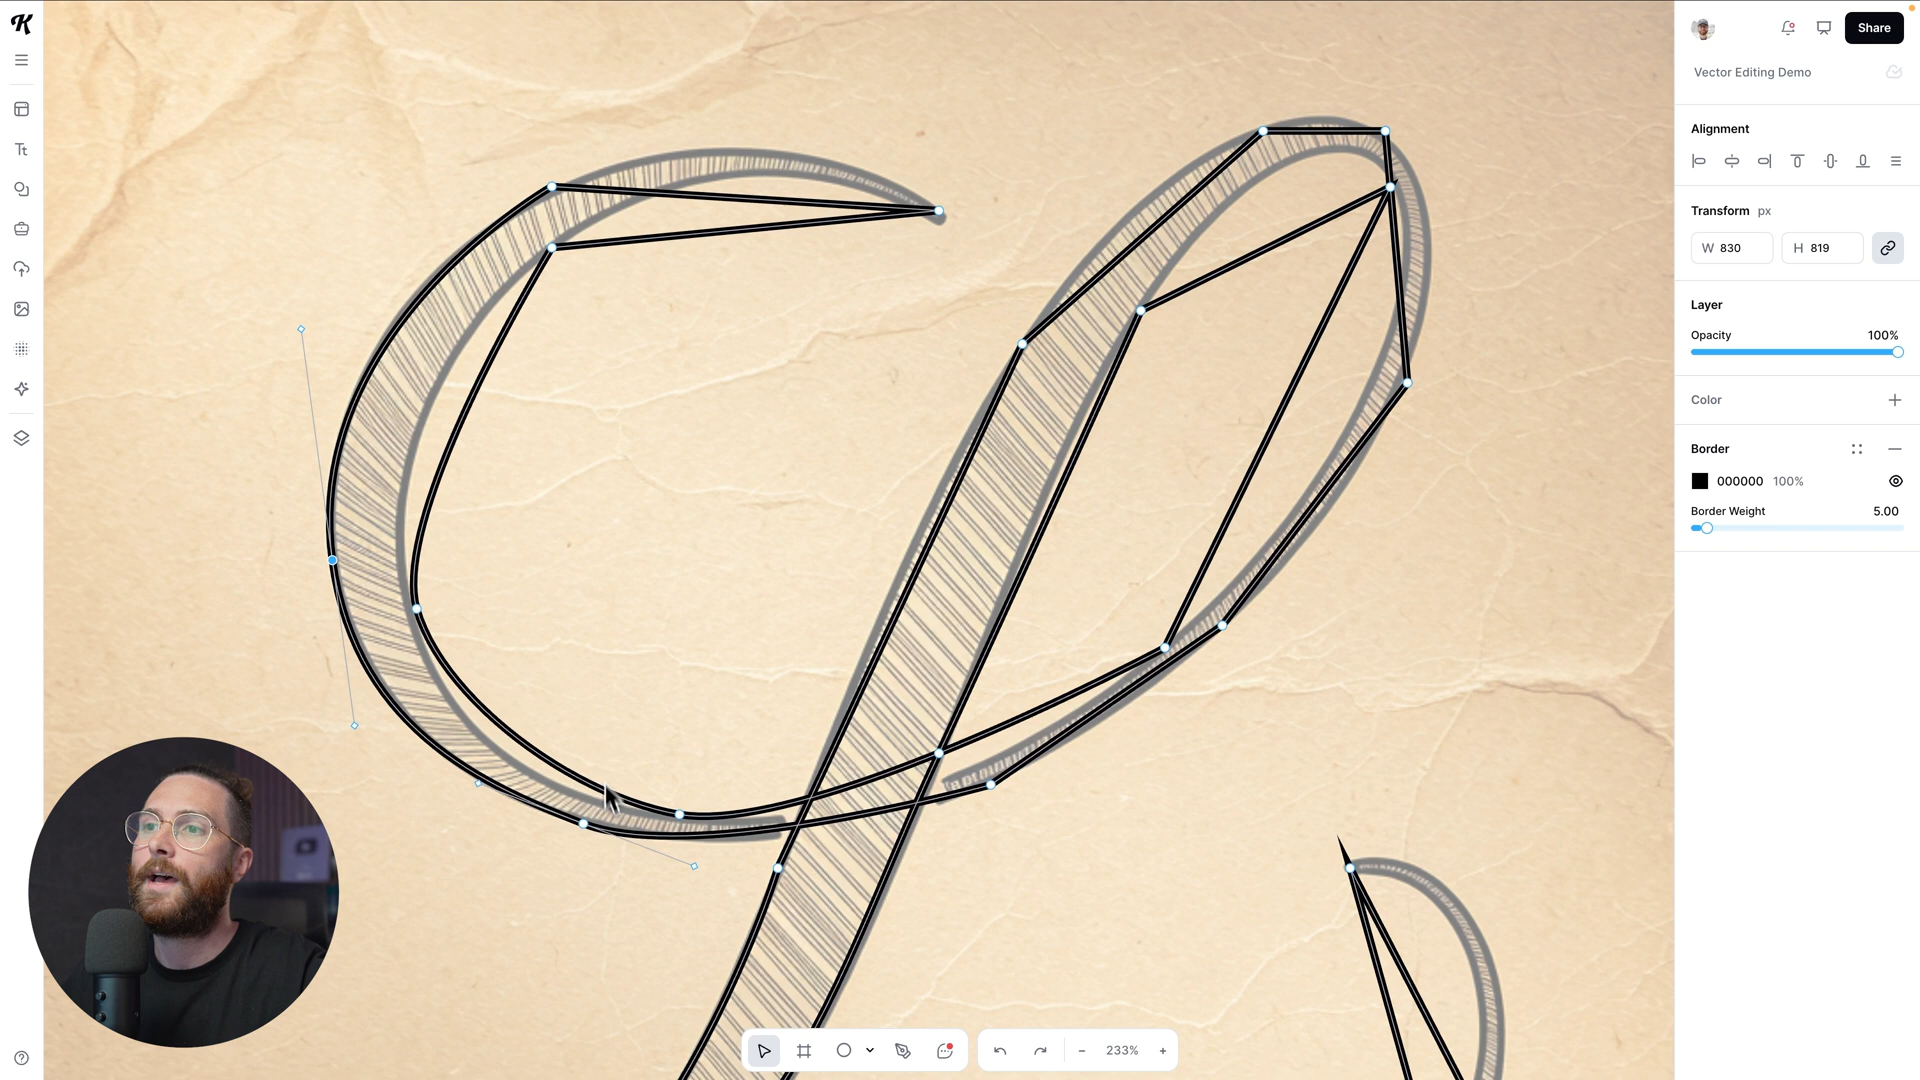 K
Share
Vector Editing Demo
Alignment
Transform px
W 830 H 819
Layer
Opacity 100%
Color
Border
000000 100%
Border Weight 5.00
Tt
233%